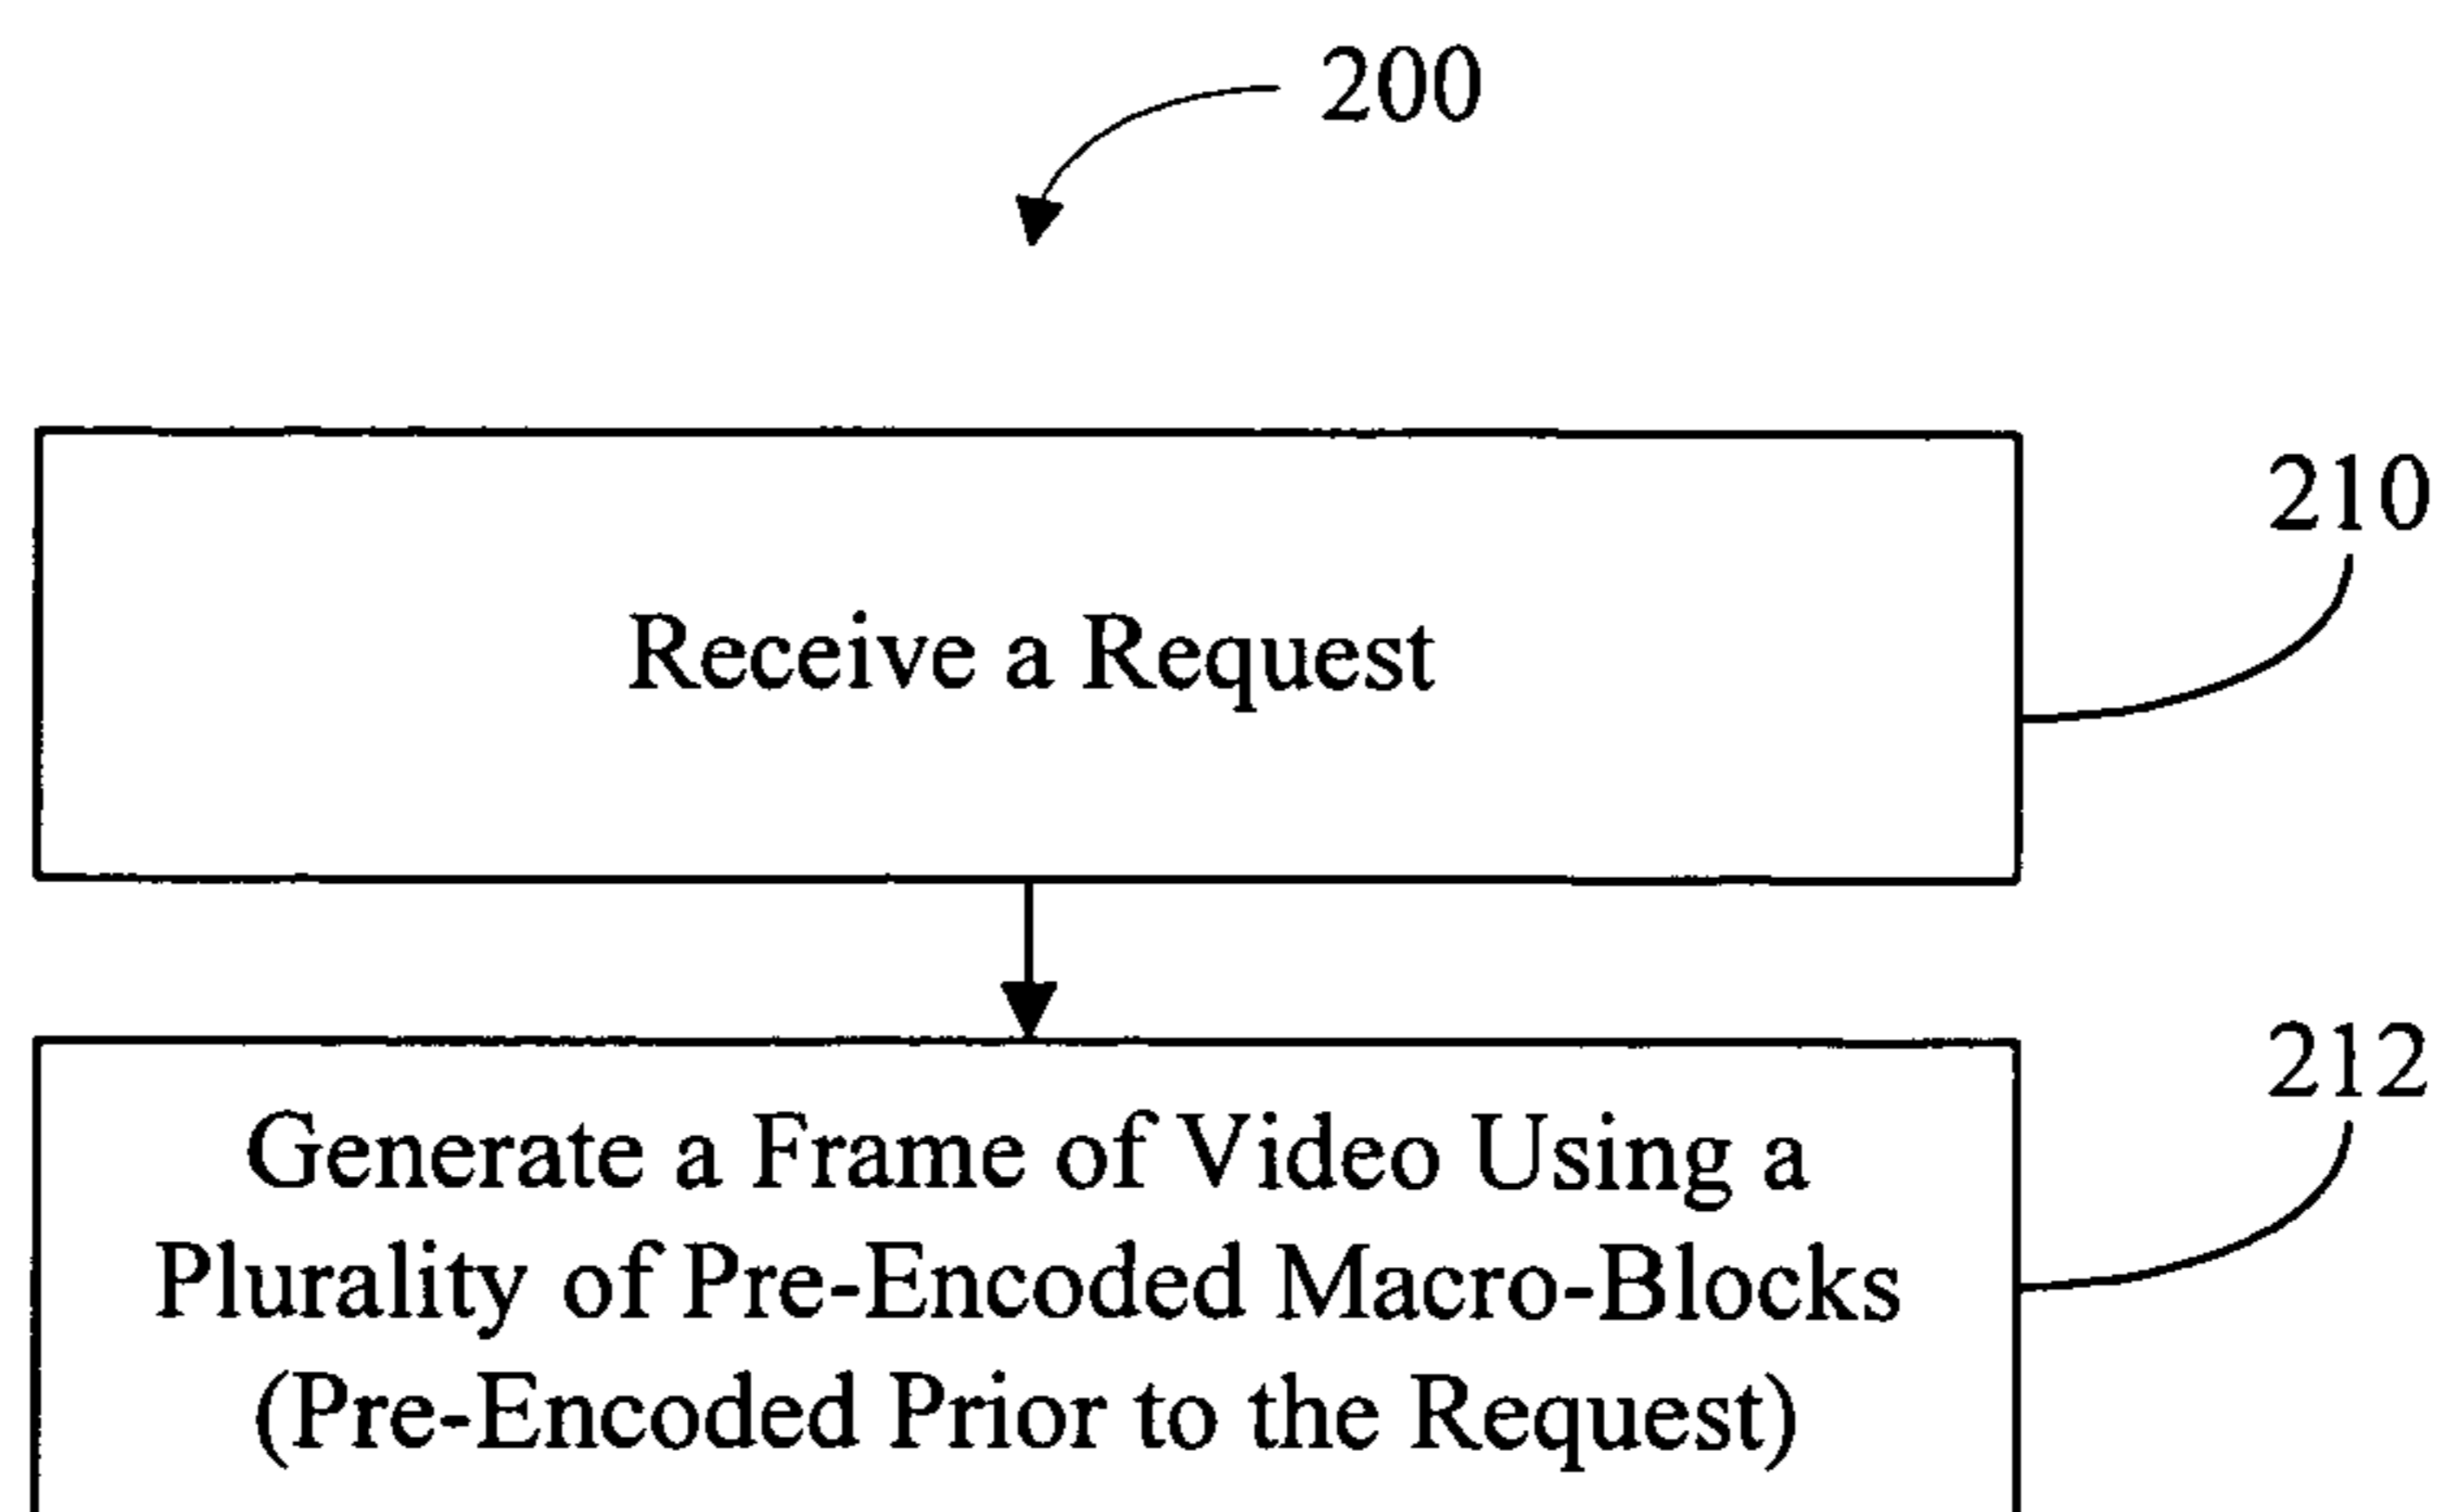 200
210
Receive a Request
212
Generate a Frame of Video Using a
Plurality of Pre-Encoded Macro-Blocks
(Pre-Encoded Prior to the Request)